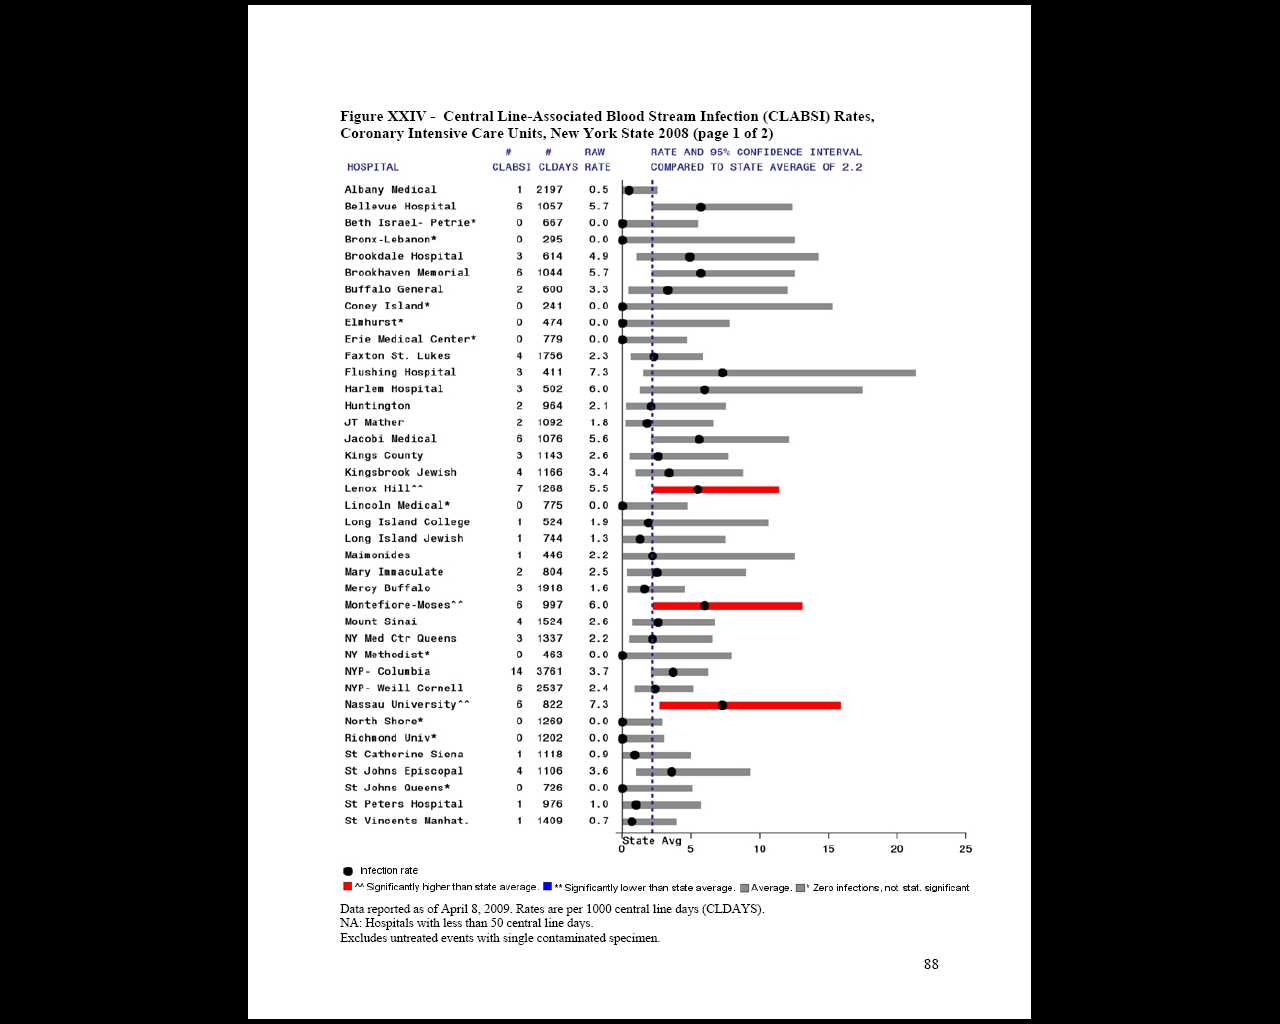 Figure XXIV - Central Line-Associated Blood Stream Infection (CLABSI) Rates,
Coronary Intensive Care Units, New York State 2008 (page 1 of 2)
# # RAW RATE AND 95% CONFIDENCE INTERVAL
HOSPITAL CLABSI CLDAYS RATE COMPARED TO STATE AVERAGE OF 2.2
Albany Medical 1 2197 0.5
Bellevue Hospital 6 1057 5.7
Beth Israel- Petrie* 0 667 0.0
Bronx-Lebanon* 0 295 0.0
Brookdale Hospital 3 614 4.9
Brookhaven Memorial 6 1044 5.7
Buffalo General 2 600 3.3
Coney Island* 0 241 0.0
Elmhurst* 0 474 0.0
Erie Medical Center* 0 779 0.0
Faxton St. Lukes 4 1756 2.3
Flushing Hospital 3 411 7.3
Harlem Hospital 3 502 6.0
Huntington 2 964 2.1
JT Mather 2 1092 1.8
Jacobi Medical 6 1076 5.6
Kings County 3 1143 2.6
Kingsbrook Jewish 4 1166 3.4
Lenox Hill^^ 7 1268 5.5
Lincoln Medical* 0 775 0.0
Long Island College 1 524 1.9
Long Island Jewish 1 744 1.3
Maimonides 1 446 2.2
Mary Immaculate 2 804 2.5
Mercy Buffalo 3 1918 1.6
Montefiore-Moses^^ 6 997 6.0
Mount Sinai 4 1524 2.6
NY Med Ctr Queens 3 1337 2.2
NY Methodist* 0 463 0.0
NYP- Columbia 14 3761 3.7
NYP- Weill Cornell 6 2537 2.4
Nassau University^^ 6 822 7.3
North Shore* 0 1269 0.0
Richmond Univ* 0 1202 0.0
St Catherine Siena 1 1118 0.9
St Johns Episcopal 4 1106 3.6
St Johns Queens* 0 726 0.0
St Peters Hospital 1 976 1.0
St Vincents Manhat. 1 1409 0.7
State Avg
0 5 10 15 20 25
Infection rate
^^ Significantly higher than state average. ** Significantly lower than state average. Average. * Zero infections, not stat. significant
Data reported as of April 8, 2009. Rates are per 1000 central line days (CLDAYS).
NA: Hospitals with less than 50 central line days.
Excludes untreated events with single contaminated specimen.
88